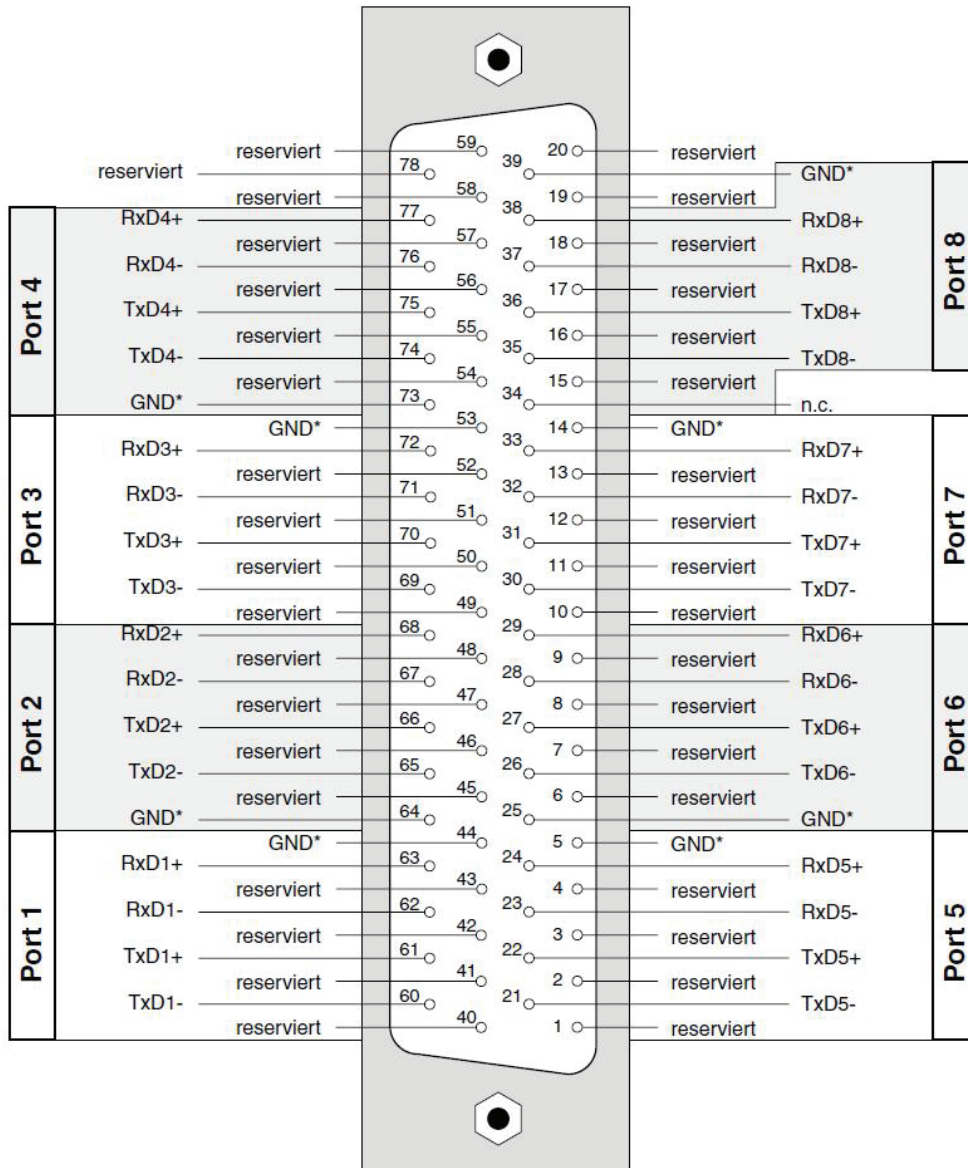 reserviert 59 20 reserviert
reserviert 78 39 GND*
reserviert 58 19 reserviert
RxD4+ 77 38 RxD8+
reserviert 57 18 reserviert
RxD4- 76 37 RxD8-
reserviert 56 17 reserviert
Port 4
Port 8
TxD4+ 75 36 TxD8+
reserviert 55 16 reserviert
TxD4- 74 35 TxD8-
reserviert 54 15 reserviert
GND* 73 34 n.c.
GND* 53 14 GND*
RxD3+ 72 33 RxD7+
reserviert 52 13 reserviert
RxD3- 71 32 RxD7-
reserviert 51 12 reserviert
Port 3
Port 7
TxD3+ 70 31 TxD7+
reserviert 50 11 reserviert
TxD3- 69 30 TxD7-
reserviert 49 10 reserviert
RxD2+ 68 29 RxD6+
reserviert 48 9 reserviert
RxD2- 67 28 RxD6-
reserviert 47 8 reserviert
Port 2
Port 6
TxD2+ 66 27 TxD6+
reserviert 46 7 reserviert
TxD2- 65 26 TxD6-
reserviert 45 6 reserviert
GND* 64 25 GND*
GND* 44 5 GND*
RxD1+ 63 24 RxD5+
reserviert 43 4 reserviert
RxD1- 62 23 RxD5-
reserviert 42 3 reserviert
Port 1
Port 5
TxD1+ 61 22 TxD5+
reserviert 41 2 reserviert
TxD1- 60 21 TxD5-
reserviert 40 1 reserviert